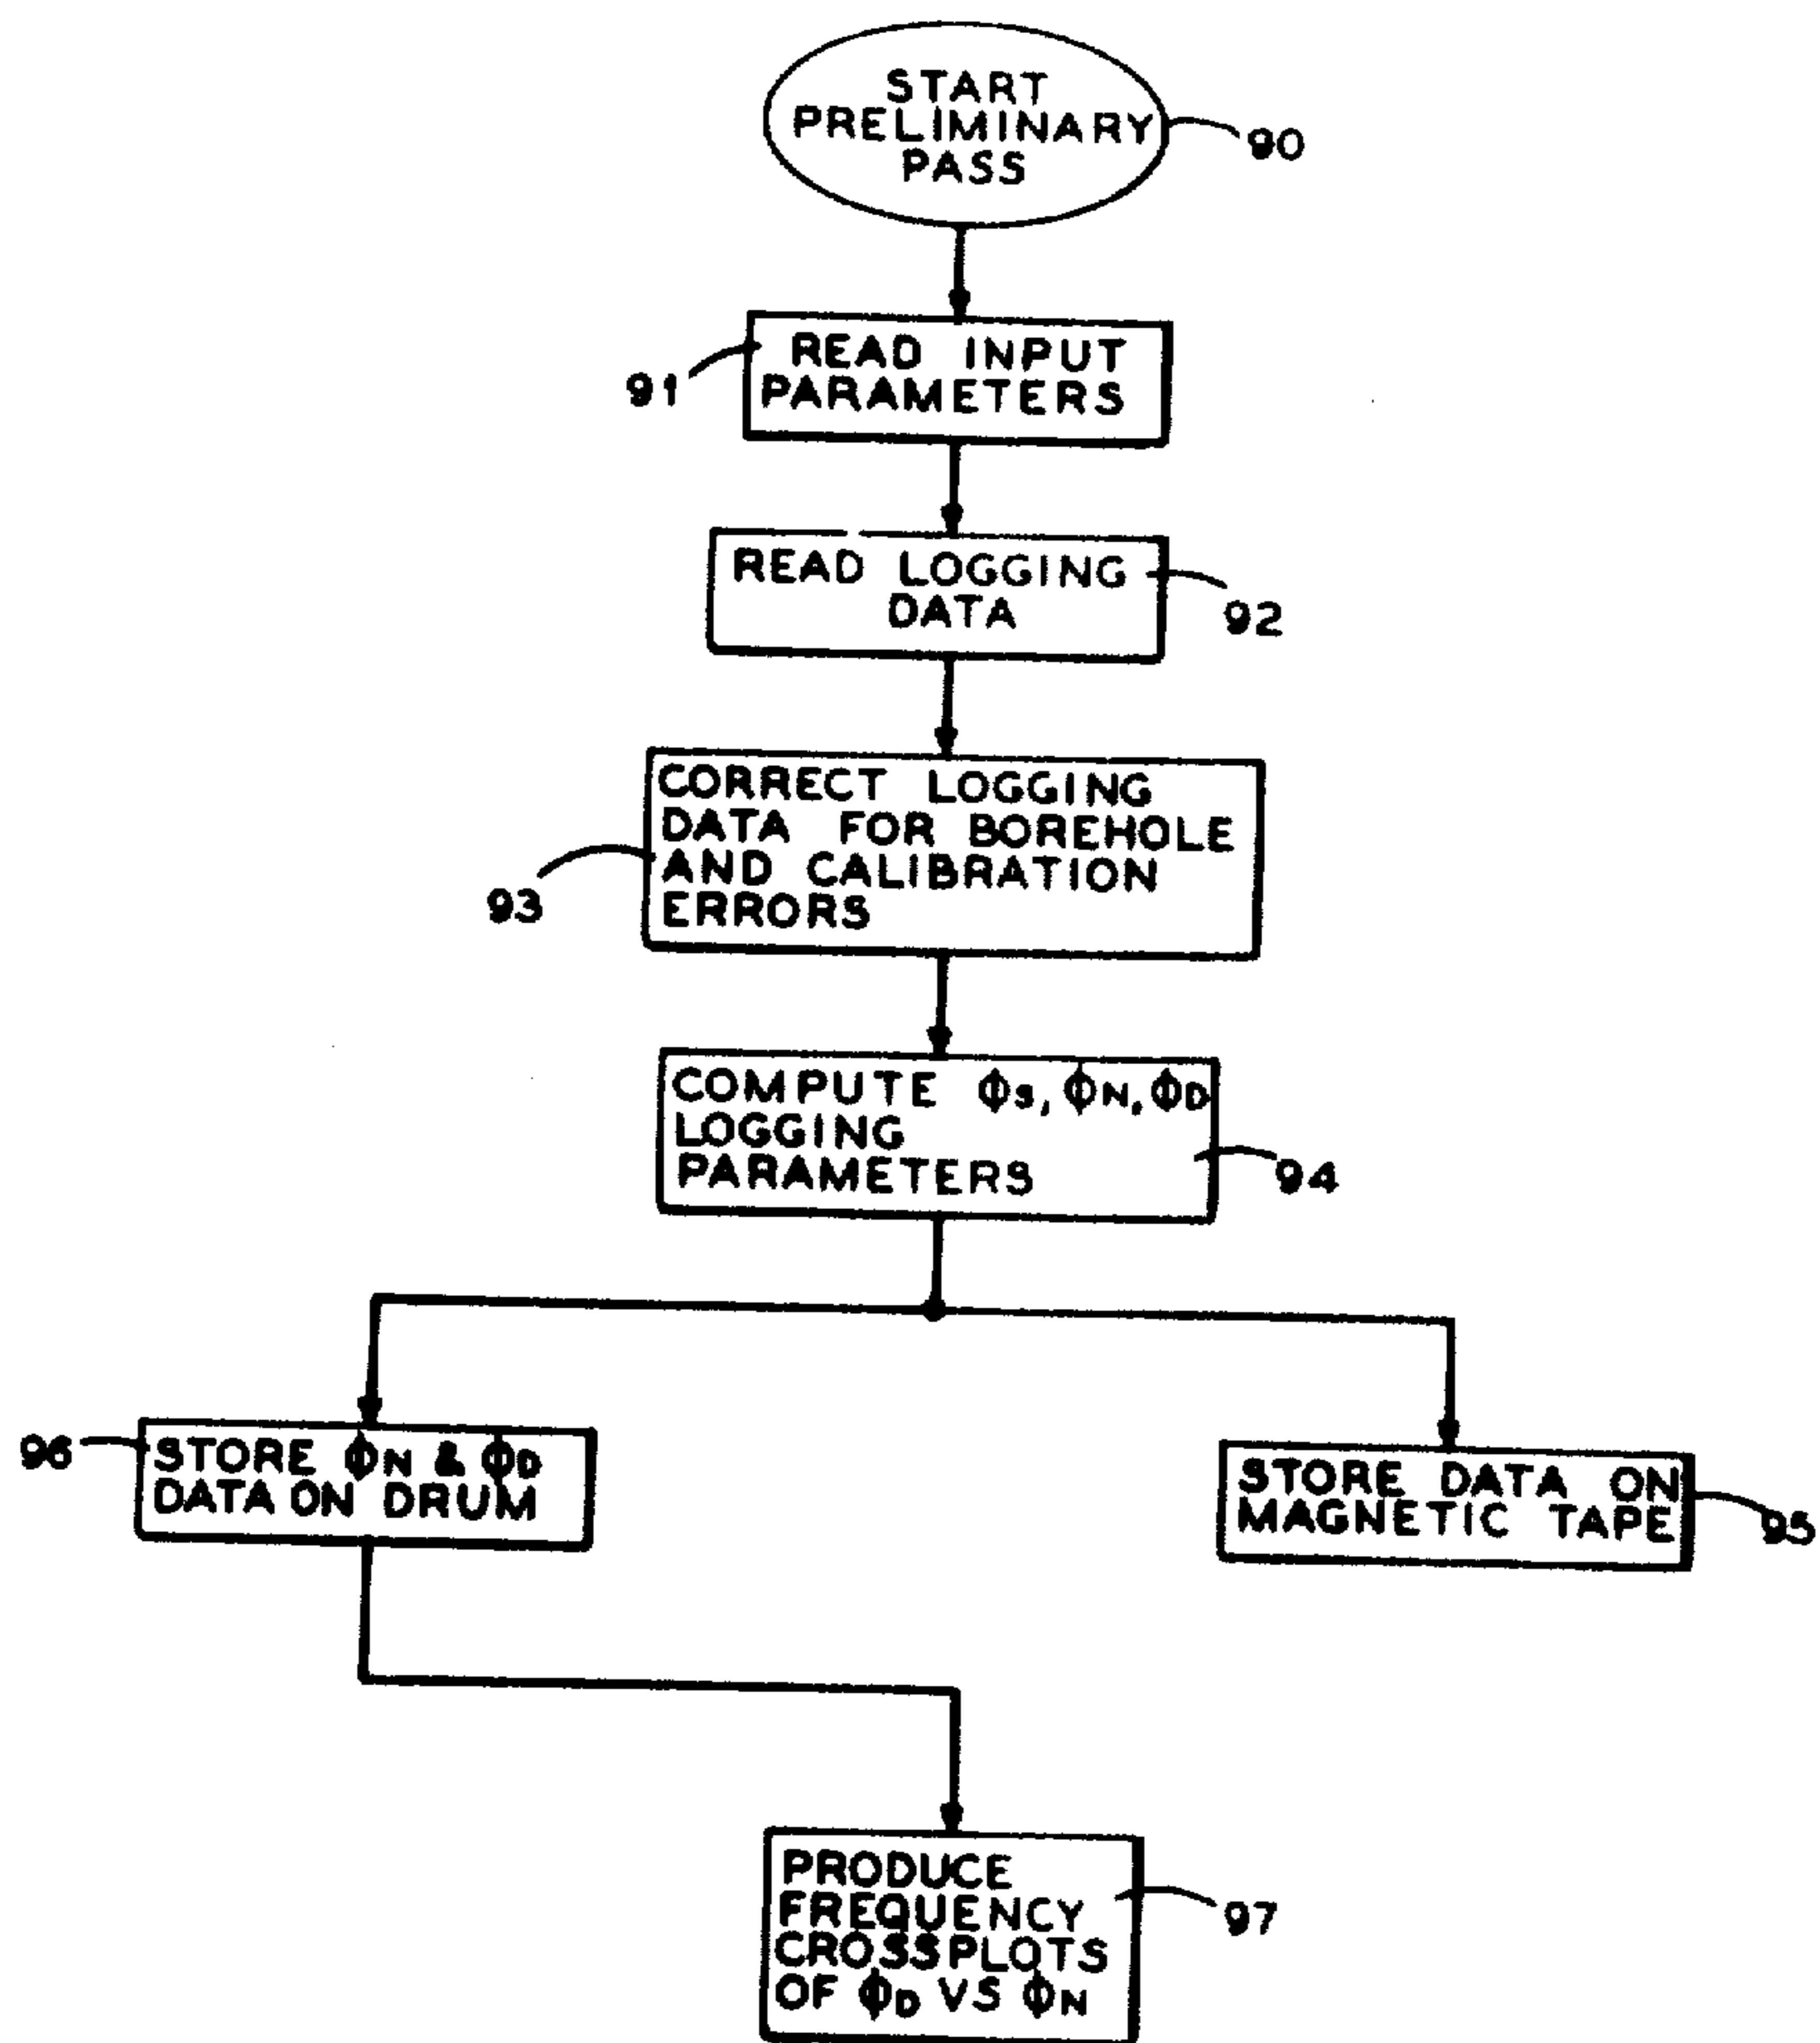 START
PRELIMINARY
PASS
90
READ INPUT
PARAMETERS
91
READ LOGGING
DATA
92
CORRECT LOGGING
DATA FOR BOREHOLE
AND CALIBRATION
ERRORS
93
COMPUTE ΦS, ΦN, ΦD
LOGGING
PARAMETERS
94
96
STORE ΦN & ΦD
DATA ON DRUM
STORE DATA ON
MAGNETIC TAPE
95
PRODUCE
FREQUENCY
CROSSPLOTS
OF ΦD VS ΦN
97